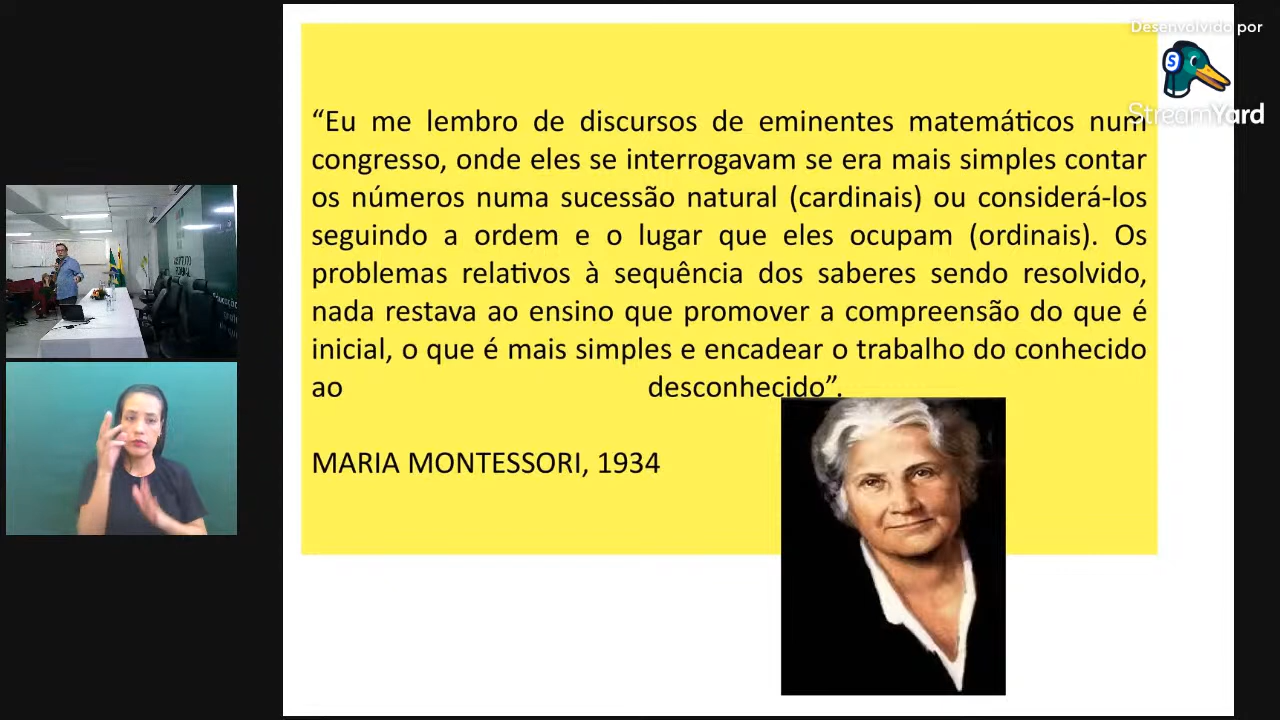 “Eu me lembro de discursos de eminentes matemáticos num
congresso, onde eles se interrogavam se era mais simples contar
os números numa sucessão natural (cardinais) ou considerá-los
seguindo a ordem e o lugar que eles ocupam (ordinais). Os
problemas relativos à sequência dos saberes sendo resolvido,
nada restava ao ensino que promover a compreensão do que é
inicial, o que é mais simples e encadear o trabalho do conhecido
ao desconhecido”.
MARIA MONTESSORI, 1934
Desenvolvido por
S
StreamYard